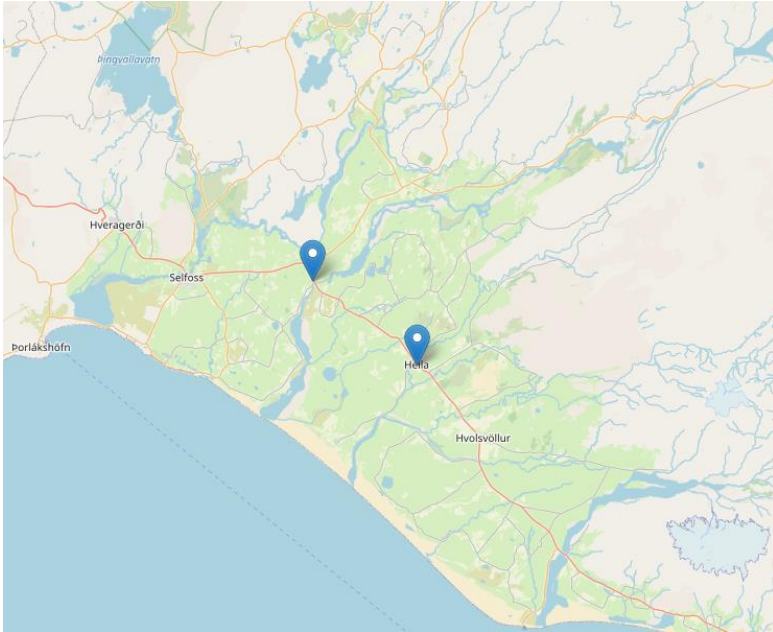 Þingvallavatn
Hveragerði
Selfoss
Þorlákshöfn
Hella
Hvolsvöllur